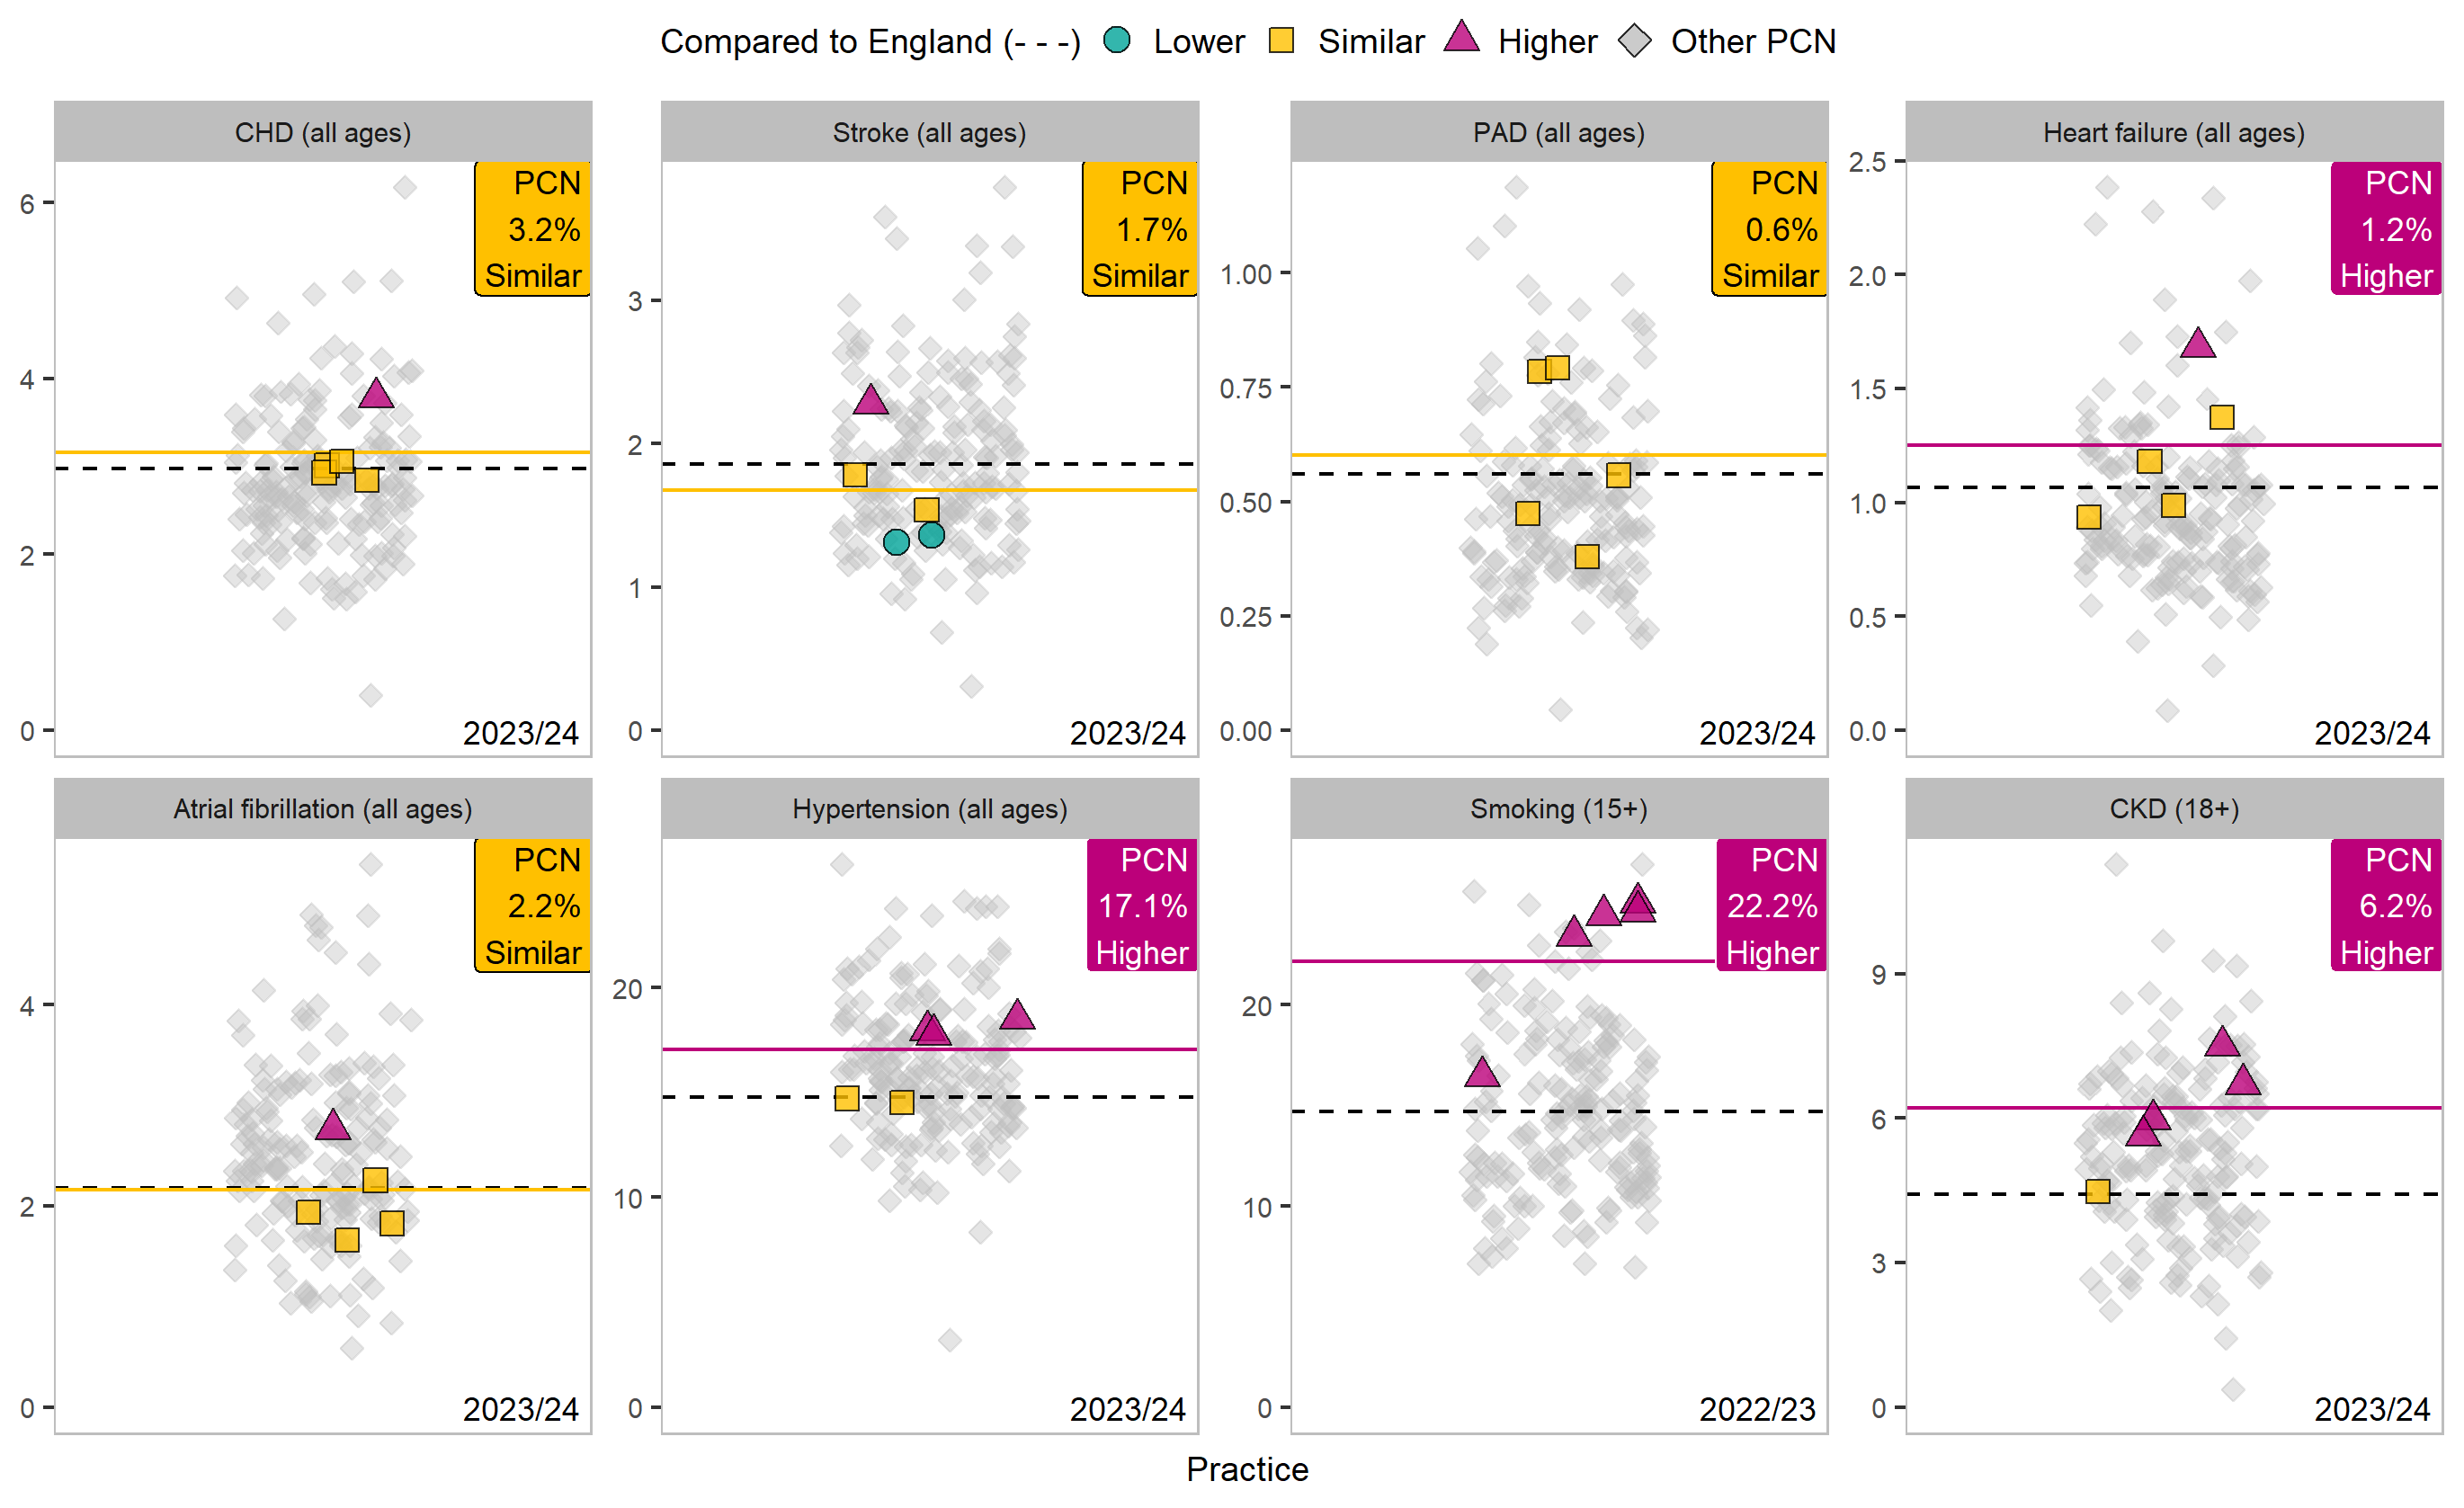 Compared to England (- - -) Lower Similar Higher Other PCN
CHD (all ages)
PCN
3.2%
Similar
6
4
2
0
2023/24
Stroke (all ages)
PCN
1.7%
Similar
3
2
1
0
2023/24
PAD (all ages)
PCN
0.6%
Similar
1.00
0.75
0.50
0.25
0.00
2023/24
Heart failure (all ages)
PCN
1.2%
Higher
2.5
2.0
1.5
1.0
0.5
0.0
2023/24
Atrial fibrillation (all ages)
PCN
2.2%
Similar
4
2
0
2023/24
Hypertension (all ages)
PCN
17.1%
Higher
20
10
0
2023/24
Smoking (15+)
PCN
22.2%
Higher
20
10
0
2022/23
CKD (18+)
PCN
6.2%
Higher
9
6
3
0
2023/24
Practice